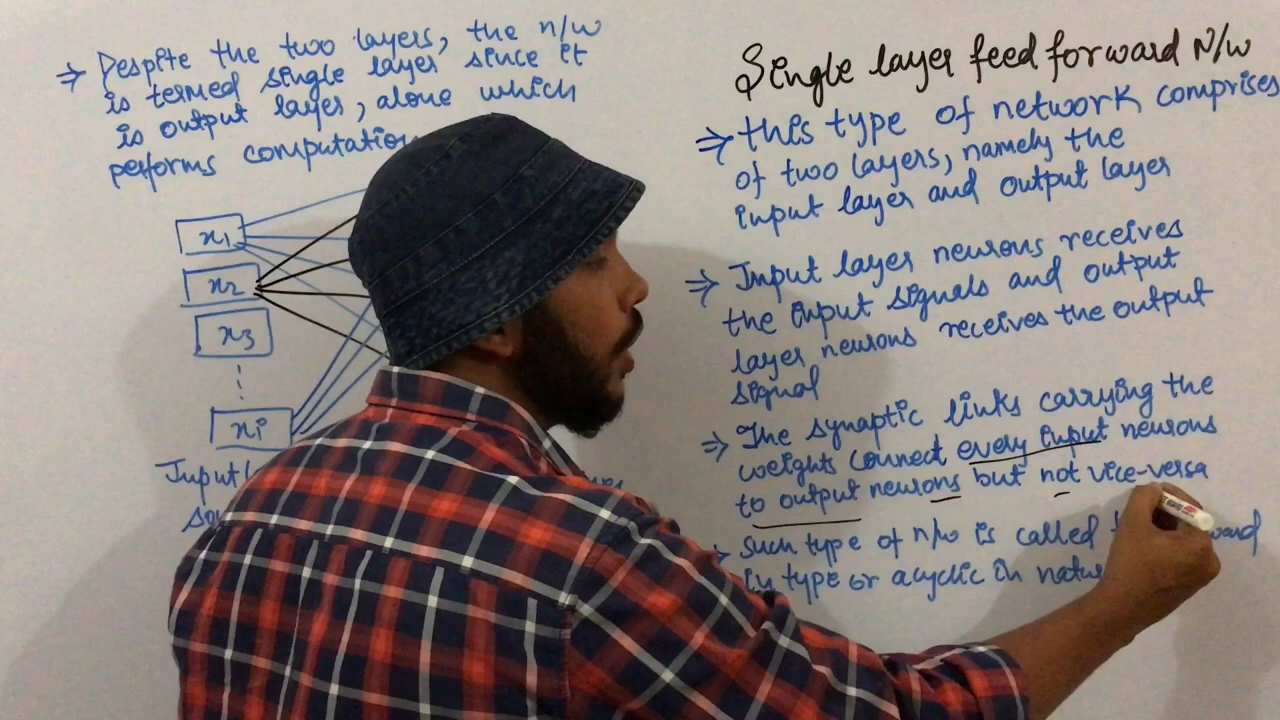 ⇒ Despite the two layers, the n/w
is termed single layer since it
is output layer, alone which
performs computation
x1
x2
x3
xi
Input
Single layer feed forward N/W
⇒ this type of network comprises
of two layers, namely the
input layer and output layer
⇒ Input layer neurons receives
the input signals and output
layer neurons receives the output
signal
⇒ The synaptic links carrying the
weights connect every input neurons
to output neurons but not vice-versa
Such type of n/w is called
in type or acyclic in